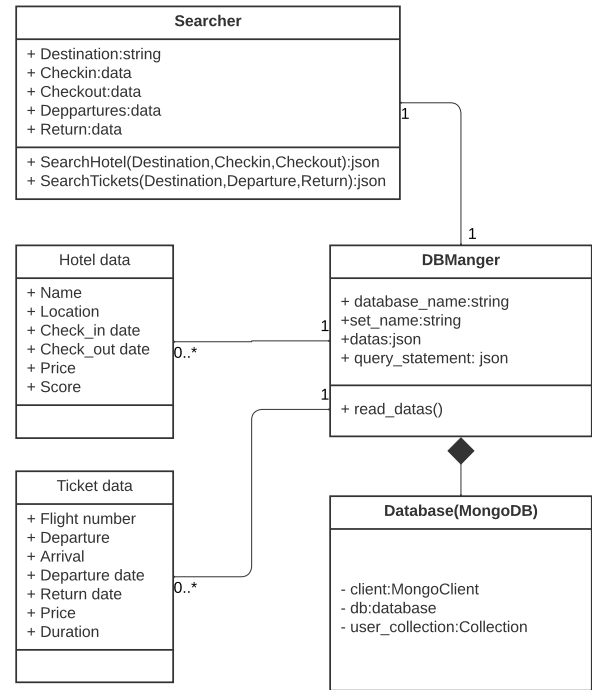 Searcher
+ Destination:string
+ Checkin:data
+ Checkout:data
+ Deppartures:data
+ Return:data
+ SearchHotel(Destination,Checkin,Checkout):json
+ SearchTickets(Destination,Departure,Return):json
1
1
Hotel data
+ Name
+ Location
+ Check_in date
+ Check_out date
+ Price
+ Score
0..*
1
DBManger
+ database_name:string
+set_name:string
+datas:json
+ query_statement: json
+ read_datas()
1
Ticket data
+ Flight number
+ Departure
+ Arrival
+ Departure date
+ Return date
+ Price
+ Duration
0..*
Database(MongoDB)
- client:MongoClient
- db:database
- user_collection:Collection